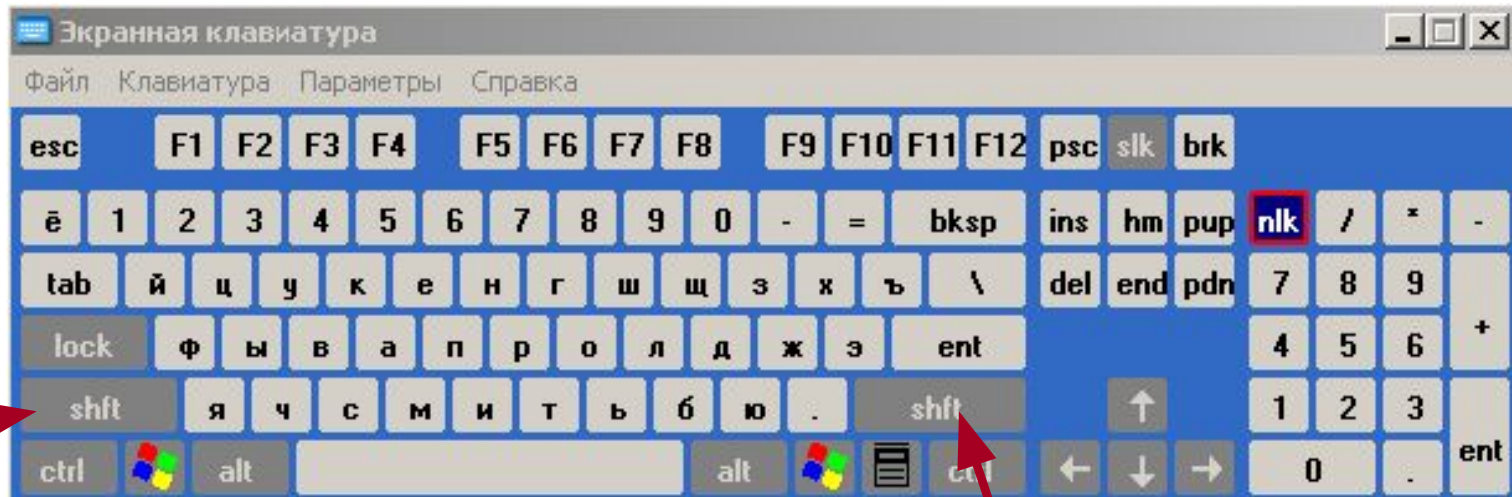 Экранная клавиатура
Файл Клавиатура Параметры Справка
esc F1 F2 F3 F4 F5 F6 F7 F8 F9 F10 F11 F12 psc slk brk
ё 1 2 3 4 5 6 7 8 9 0 - = bksp ins hm pup nlk / * -
tab й ц у к е н г ш щ з х ъ \ del end pdn 7 8 9 +
lock ф ы в а п р о л д ж э ent 4 5 6
shft я ч с м и т ь б ю . shft ↑ 1 2 3 ent
ctrl alt alt ctrl ← ↓ → 0 .